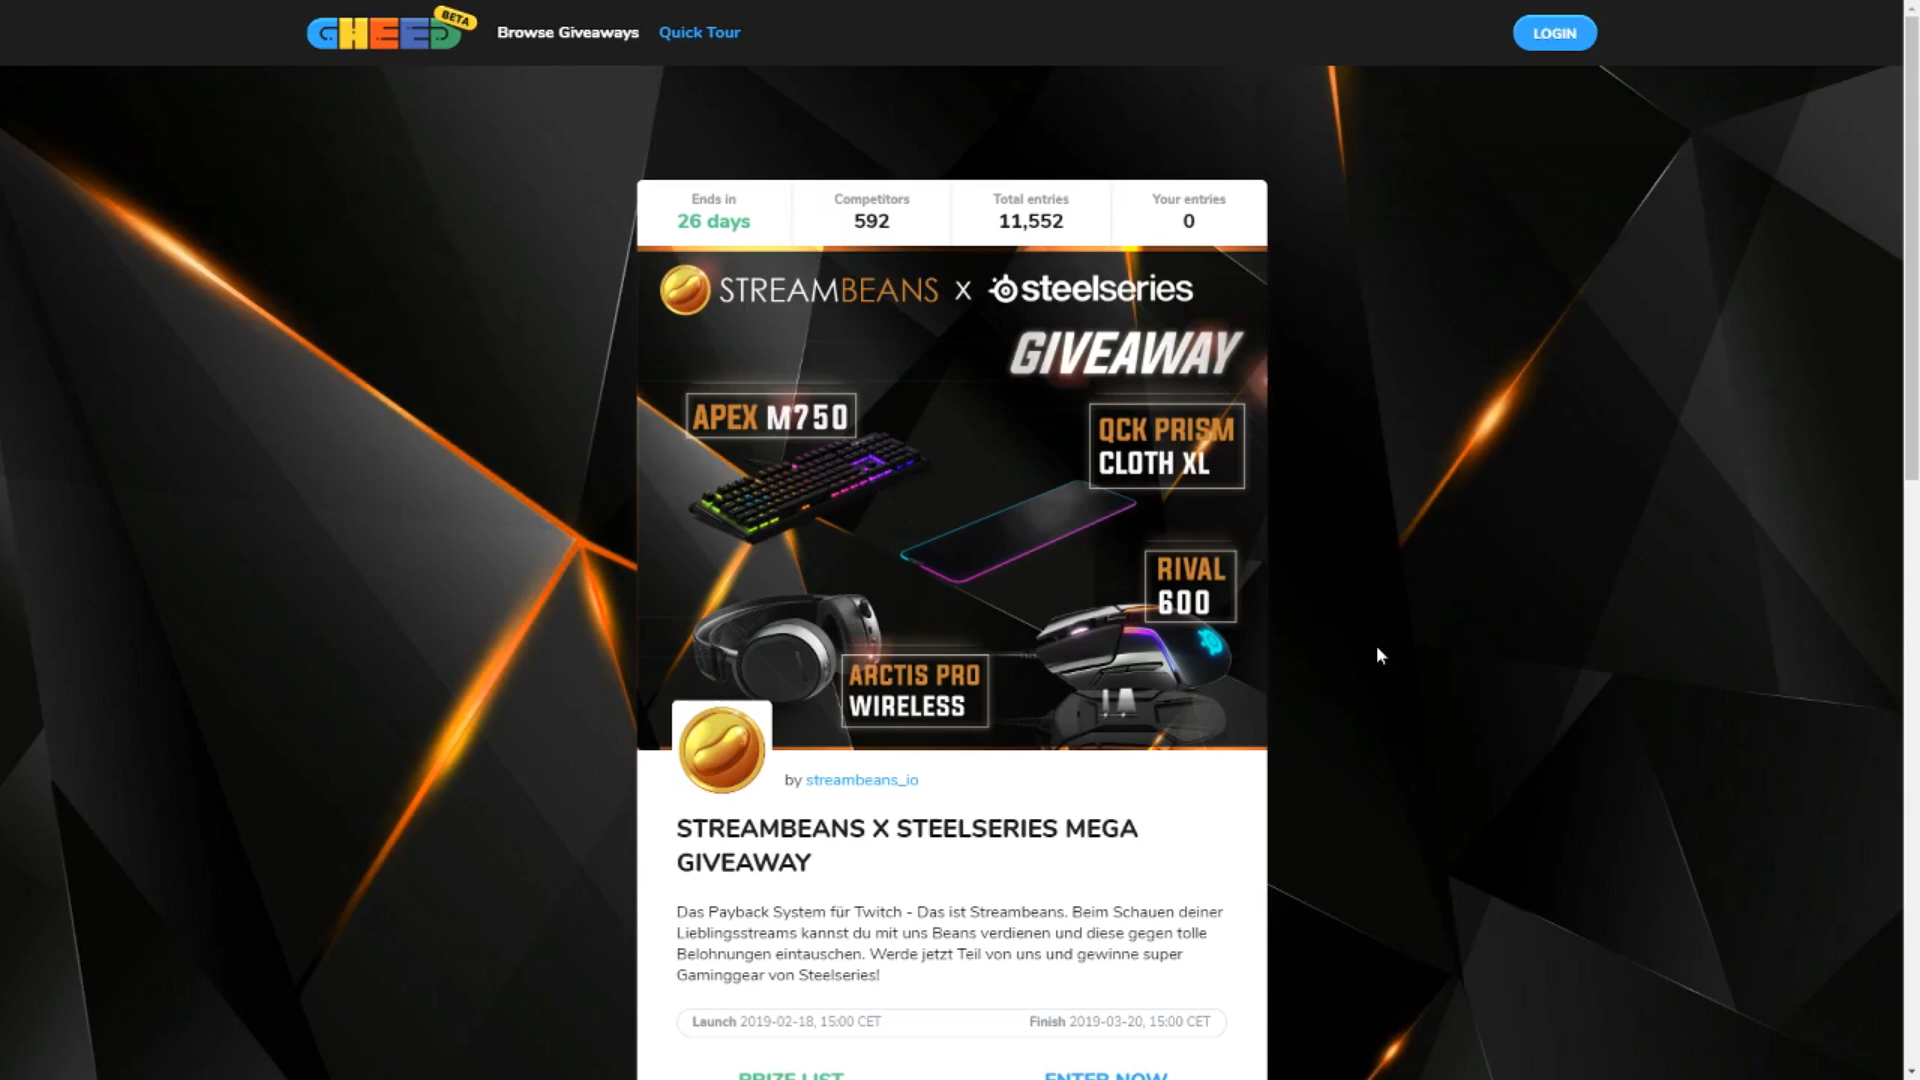 GHEED BETA
Browse Giveaways
Quick Tour
LOGIN
Ends in
26 days
Competitors
592
Total entries
11,552
Your entries
0
STREAMBEANS X steelseries
GIVEAWAY
APEX M750
QCK PRISM
CLOTH XL
RIVAL
600
ARCTIS PRO
WIRELESS
by streambeans_io
STREAMBEANS X STEELSERIES MEGA
GIVEAWAY
Das Payback System für Twitch - Das ist Streambeans. Beim Schauen deiner
Lieblingsstreams kannst du mit uns Beans verdienen und diese gegen tolle
Belohnungen eintauschen. Werde jetzt Teil von uns und gewinne super
Gaminggear von Steelseries!
Launch 2019-02-18, 15:00 CET
Finish 2019-03-20, 15:00 CET
PRIZE LIST
ENTER NOW